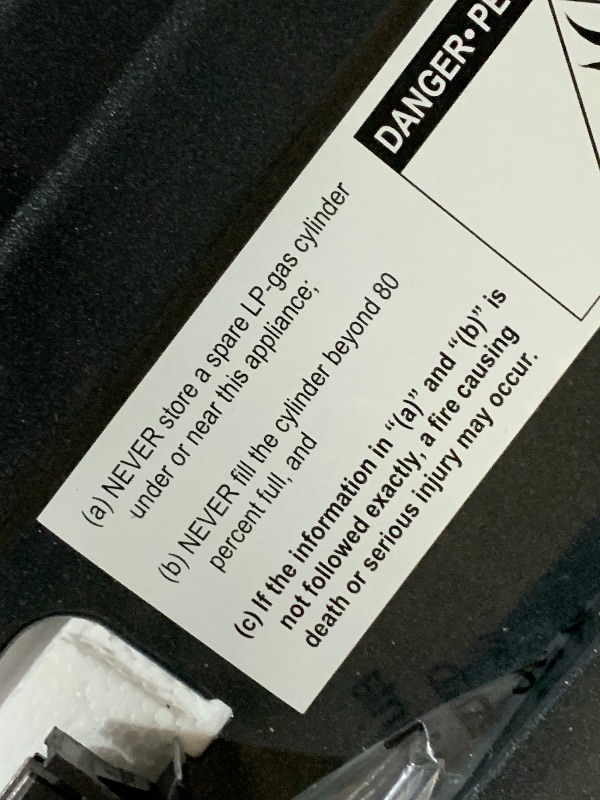 DANGER • PE
(a) NEVER store a spare LP-gas cylinder
under or near this appliance;
(b) NEVER fill the cylinder beyond 80
percent full, and
(c) If the information in “(a)” and “(b)” is
not followed exactly, a fire causing
death or serious injury may occur.